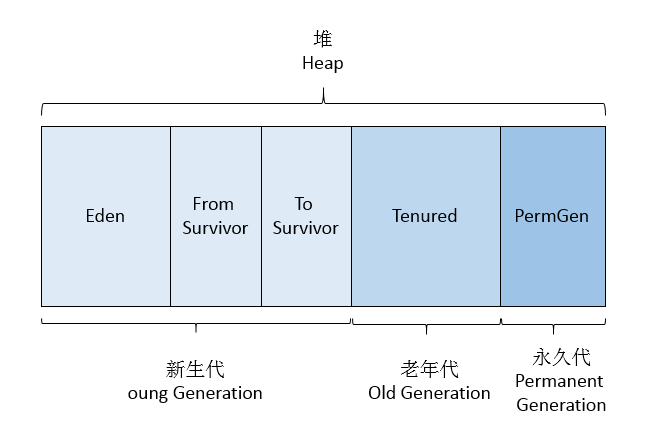 堆
Heap
Eden
From
Survivor
To
Survivor
Tenured
PermGen
新生代
oung Generation
老年代
Old Generation
永久代
Permanent
Generation